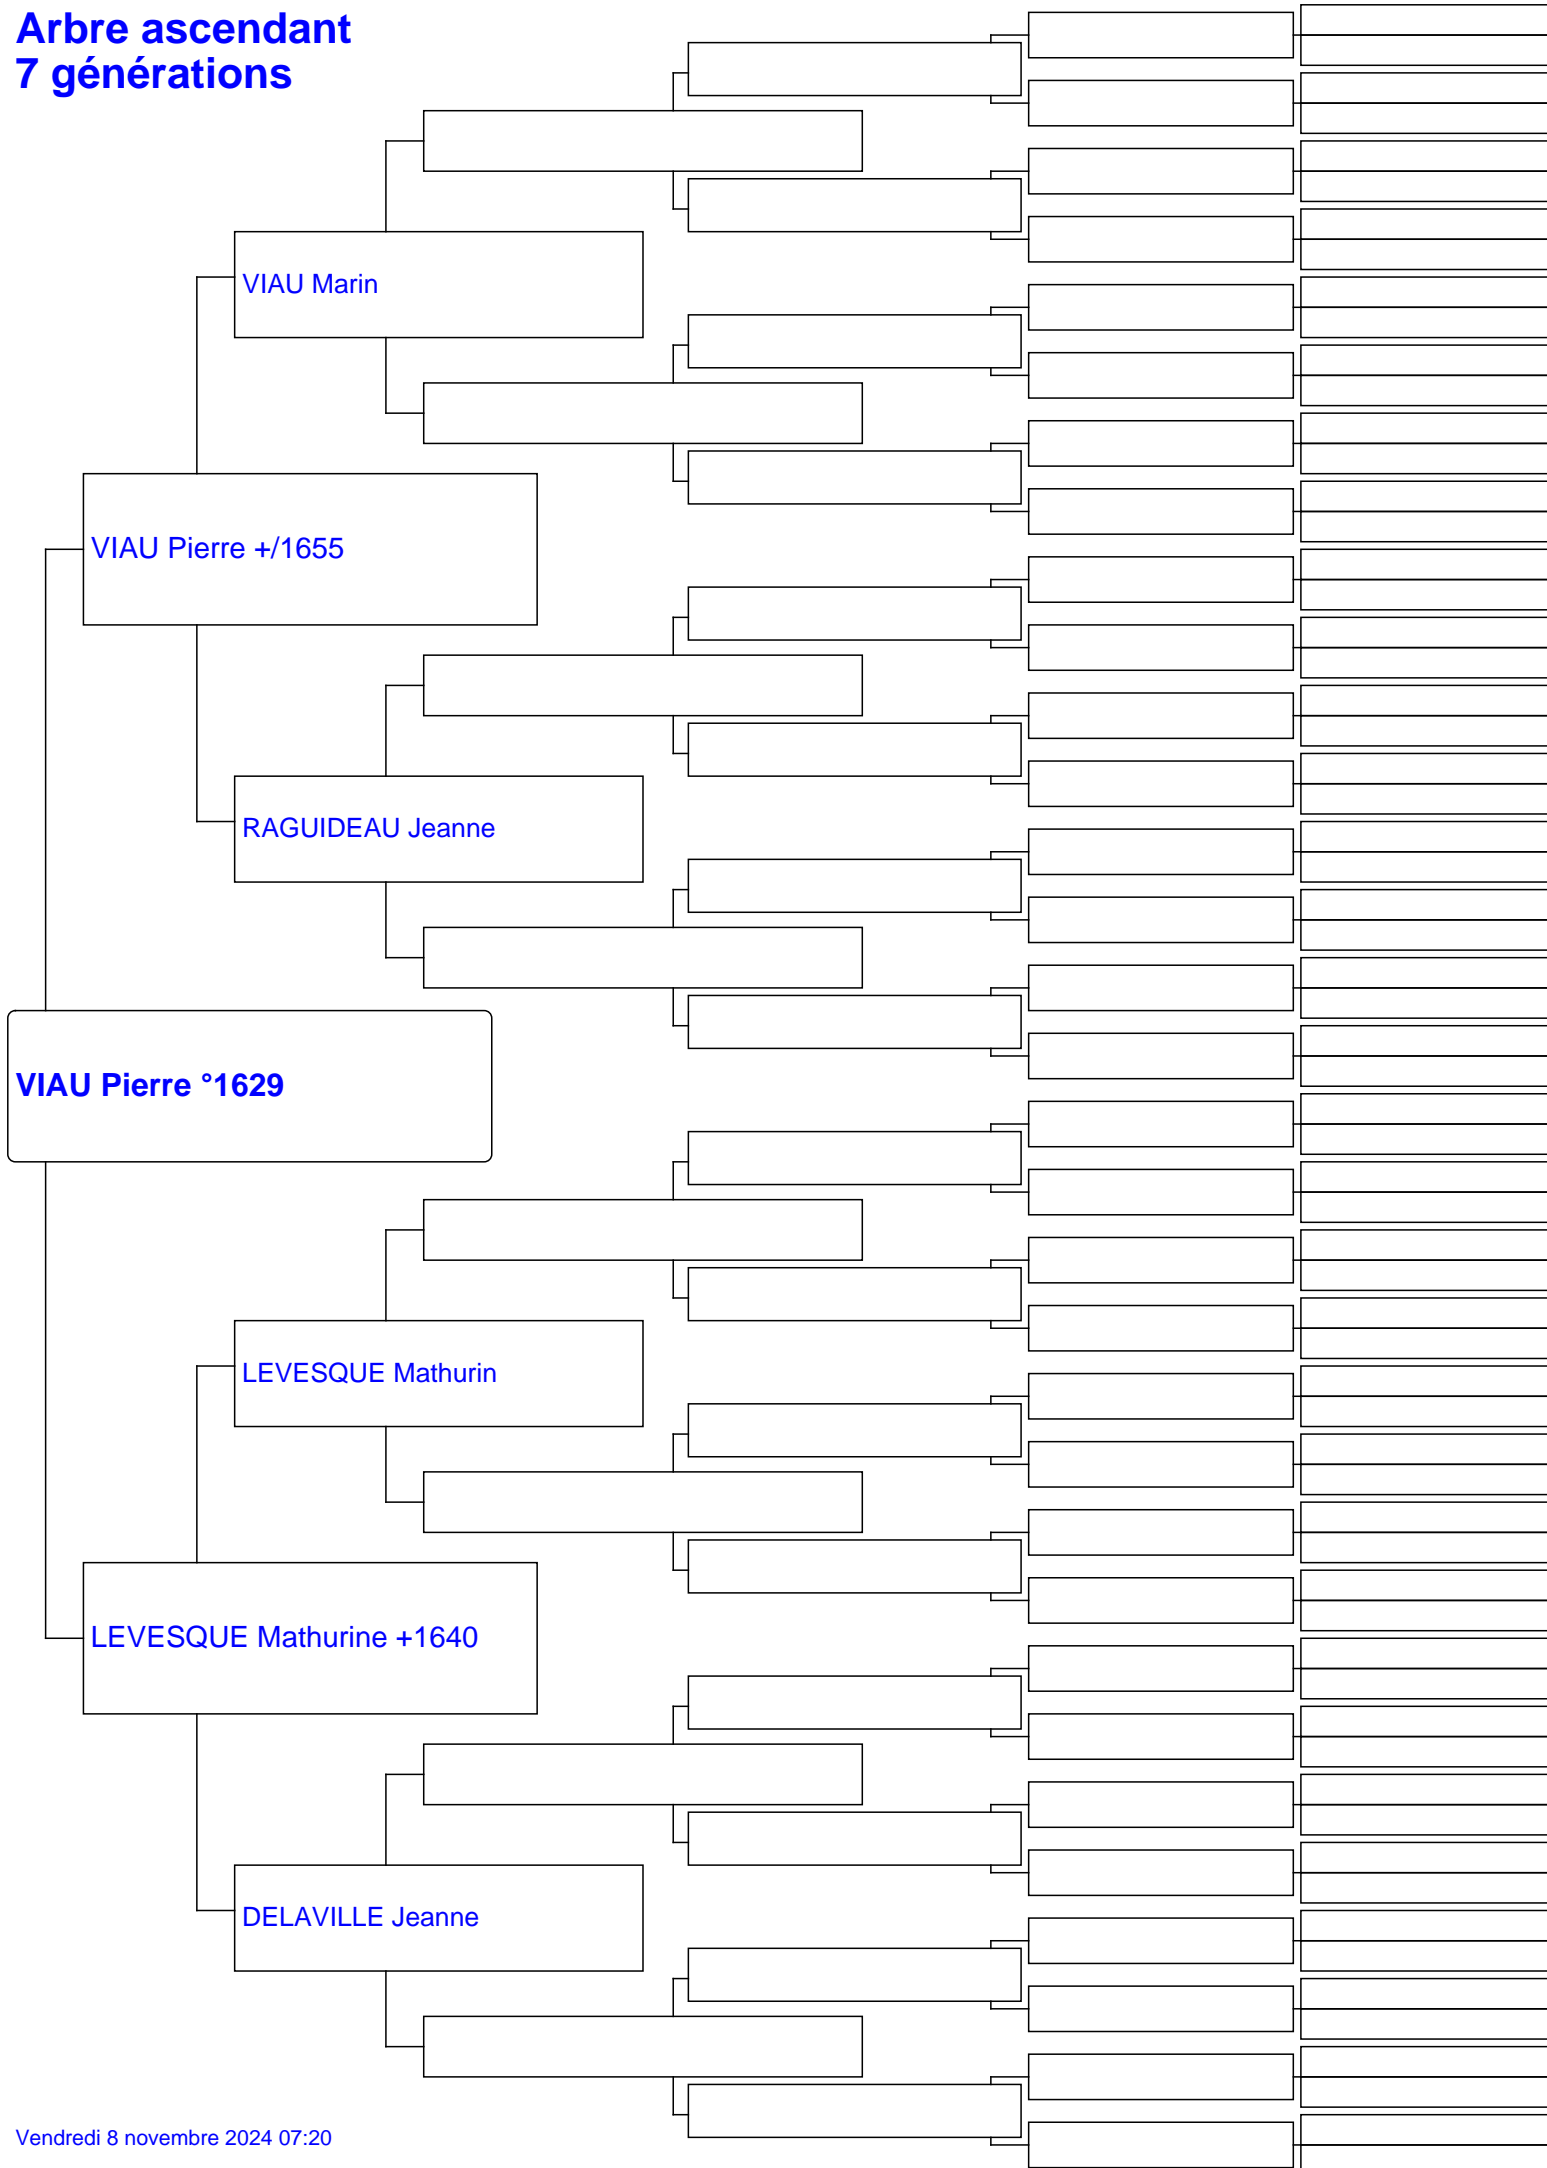 Arbre ascendant
7 générations
VIAU Marin
VIAU Pierre +/1655
RAGUIDEAU Jeanne
VIAU Pierre °1629
LEVESQUE Mathurin
LEVESQUE Mathurine +1640
DELAVILLE Jeanne
Vendredi 8 novembre 2024 07:20